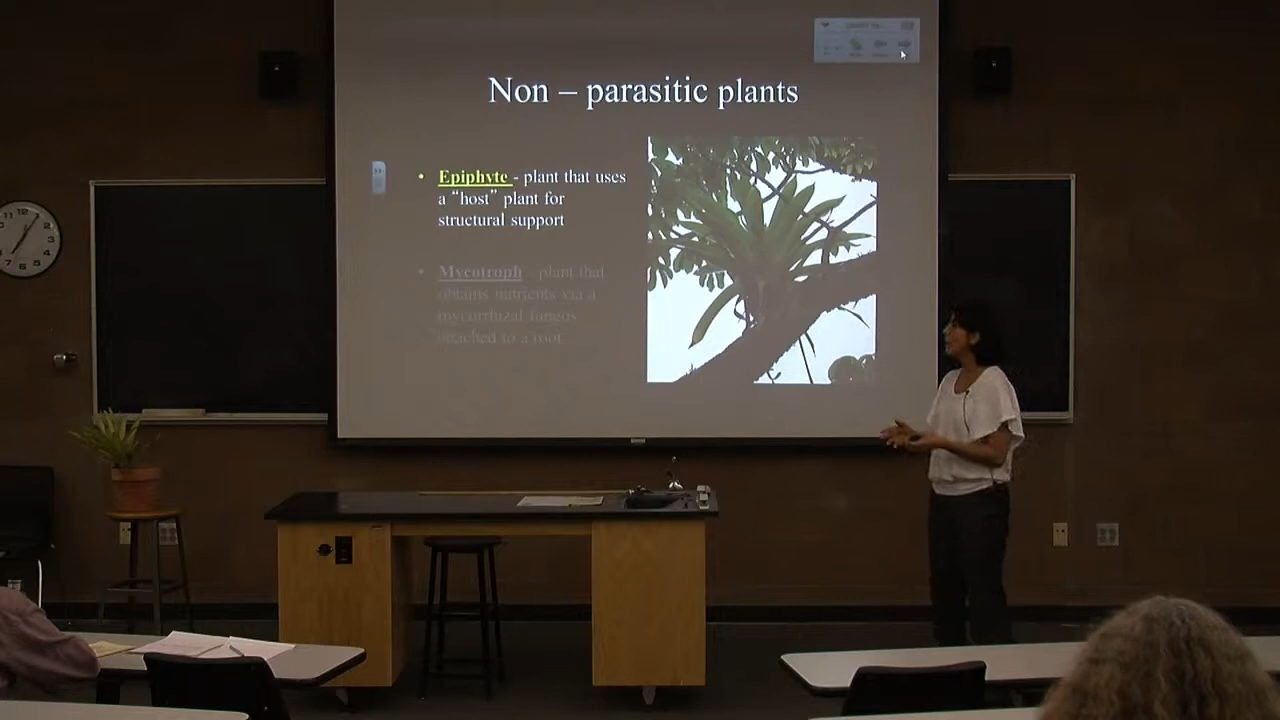 Non – parasitic plants
• Epiphyte - plant that uses
a “host” plant for
structural support
• Mycotroph – plant that
obtains nutrients via a
mycorrhizal fungus
attached to a root